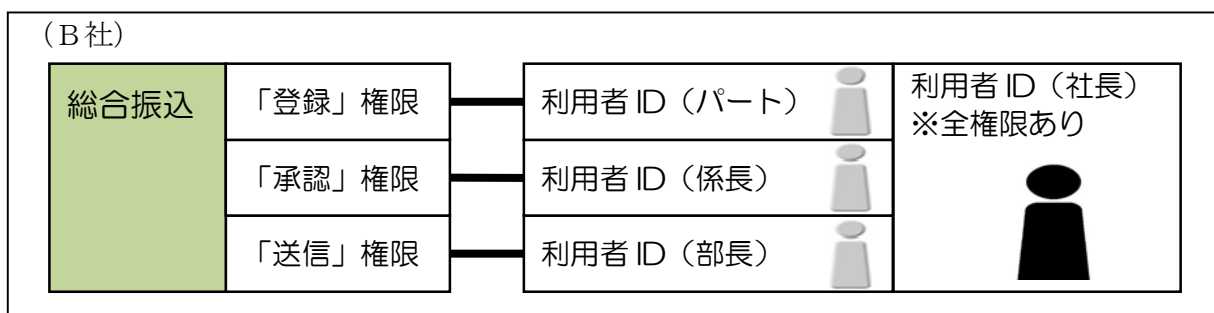 (B社)
総合振込
「登録」権限
利用者ID(パート)
利用者ID(社長)
※全権限あり
「承認」権限
利用者ID(係長)
「送信」権限
利用者ID(部長)